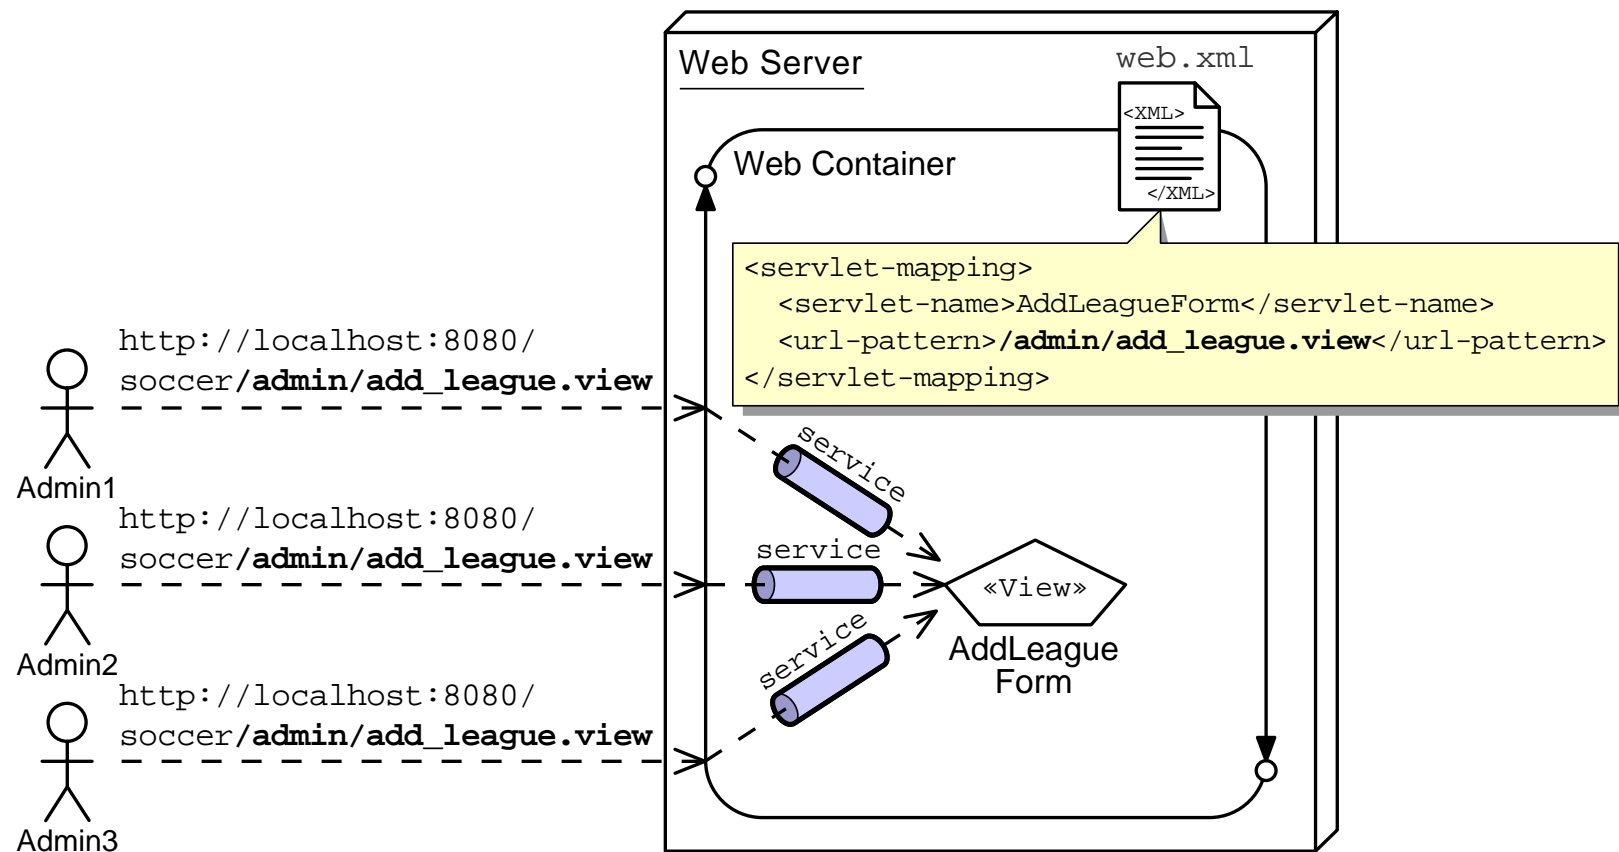 Web Server
web.xml
<XML>
</XML>
Web Container
<servlet-mapping>
<servlet-name>AddLeagueForm</servlet-name>
<url-pattern>/admin/add_league.view</url-pattern>
</servlet-mapping>
http://localhost:8080/
soccer/admin/add_league.view
Admin1
service
http://localhost:8080/
soccer/admin/add_league.view
Admin2
service
«View»
AddLeague
Form
http://localhost:8080/
soccer/admin/add_league.view
Admin3
service